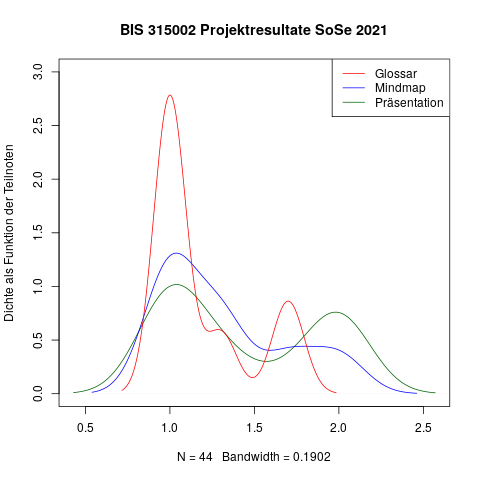 BIS 315002 Projektresultate SoSe 2021
Glossar
Mindmap
Präsentation
Dichte als Funktion der Teilnoten
3.0
2.5
2.0
1.5
1.0
0.5
0.0
0.5 1.0 1.5 2.0 2.5
N = 44 Bandwidth = 0.1902